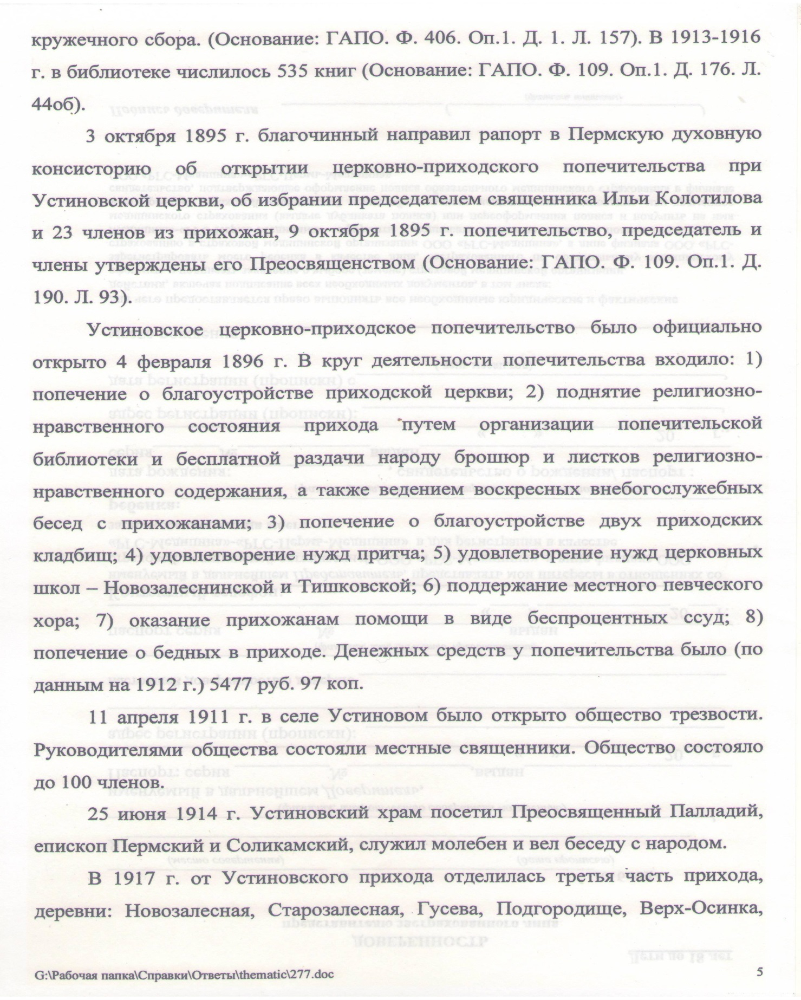 кружечного сбора. (Основание: ГАПО. Ф. 406. Оп.1. Д. 1. Л. 157). В 1913-1916
г. в библиотеке числилось 535 книг (Основание: ГАПО. Ф. 109. Оп.1. Д. 176. Л.
44об).
3 октября 1895 г. благочинный направил рапорт в Пермскую духовную
консисторию об открытии церковно-приходского попечительства при
Устиновской церкви, об избрании председателем священника Ильи Колотилова
и 23 членов из прихожан, 9 октября 1895 г. попечительство, председатель и
члены утверждены его Преосвященством (Основание: ГАПО. Ф. 109. Оп.1. Д.
190. Л. 93).
Устиновское церковно-приходское попечительство было официально
открыто 4 февраля 1896 г. В круг деятельности попечительства входило: 1)
попечение о благоустройстве приходской церкви; 2) поднятие религиозно-
нравственного состояния прихода путем организации попечительской
библиотеки и бесплатной раздачи народу брошюр и листков религиозно-
нравственного содержания, а также ведением воскресных внебогослужебных
бесед с прихожанами; 3) попечение о благоустройстве двух приходских
кладбищ; 4) удовлетворение нужд притча; 5) удовлетворение нужд церковных
школ – Новозалеснинской и Тишковской; 6) поддержание местного певческого
хора; 7) оказание прихожанам помощи в виде беспроцентных ссуд; 8)
попечение о бедных в приходе. Денежных средств у попечительства было (по
данным на 1912 г.) 5477 руб. 97 коп.
11 апреля 1911 г. в селе Устиновом было открыто общество трезвости.
Руководителями общества состояли местные священники. Общество состояло
до 100 членов.
25 июня 1914 г. Устиновский храм посетил Преосвященный Палладий,
епископ Пермский и Соликамский, служил молебен и вел беседу с народом.
В 1917 г. от Устиновского прихода отделилась третья часть прихода,
деревни: Новозалесная, Старозалесная, Гусева, Подгородище, Верх-Осинка,
G:\Рабочая папка\Справки\Ответы\thematic\277.doc 5